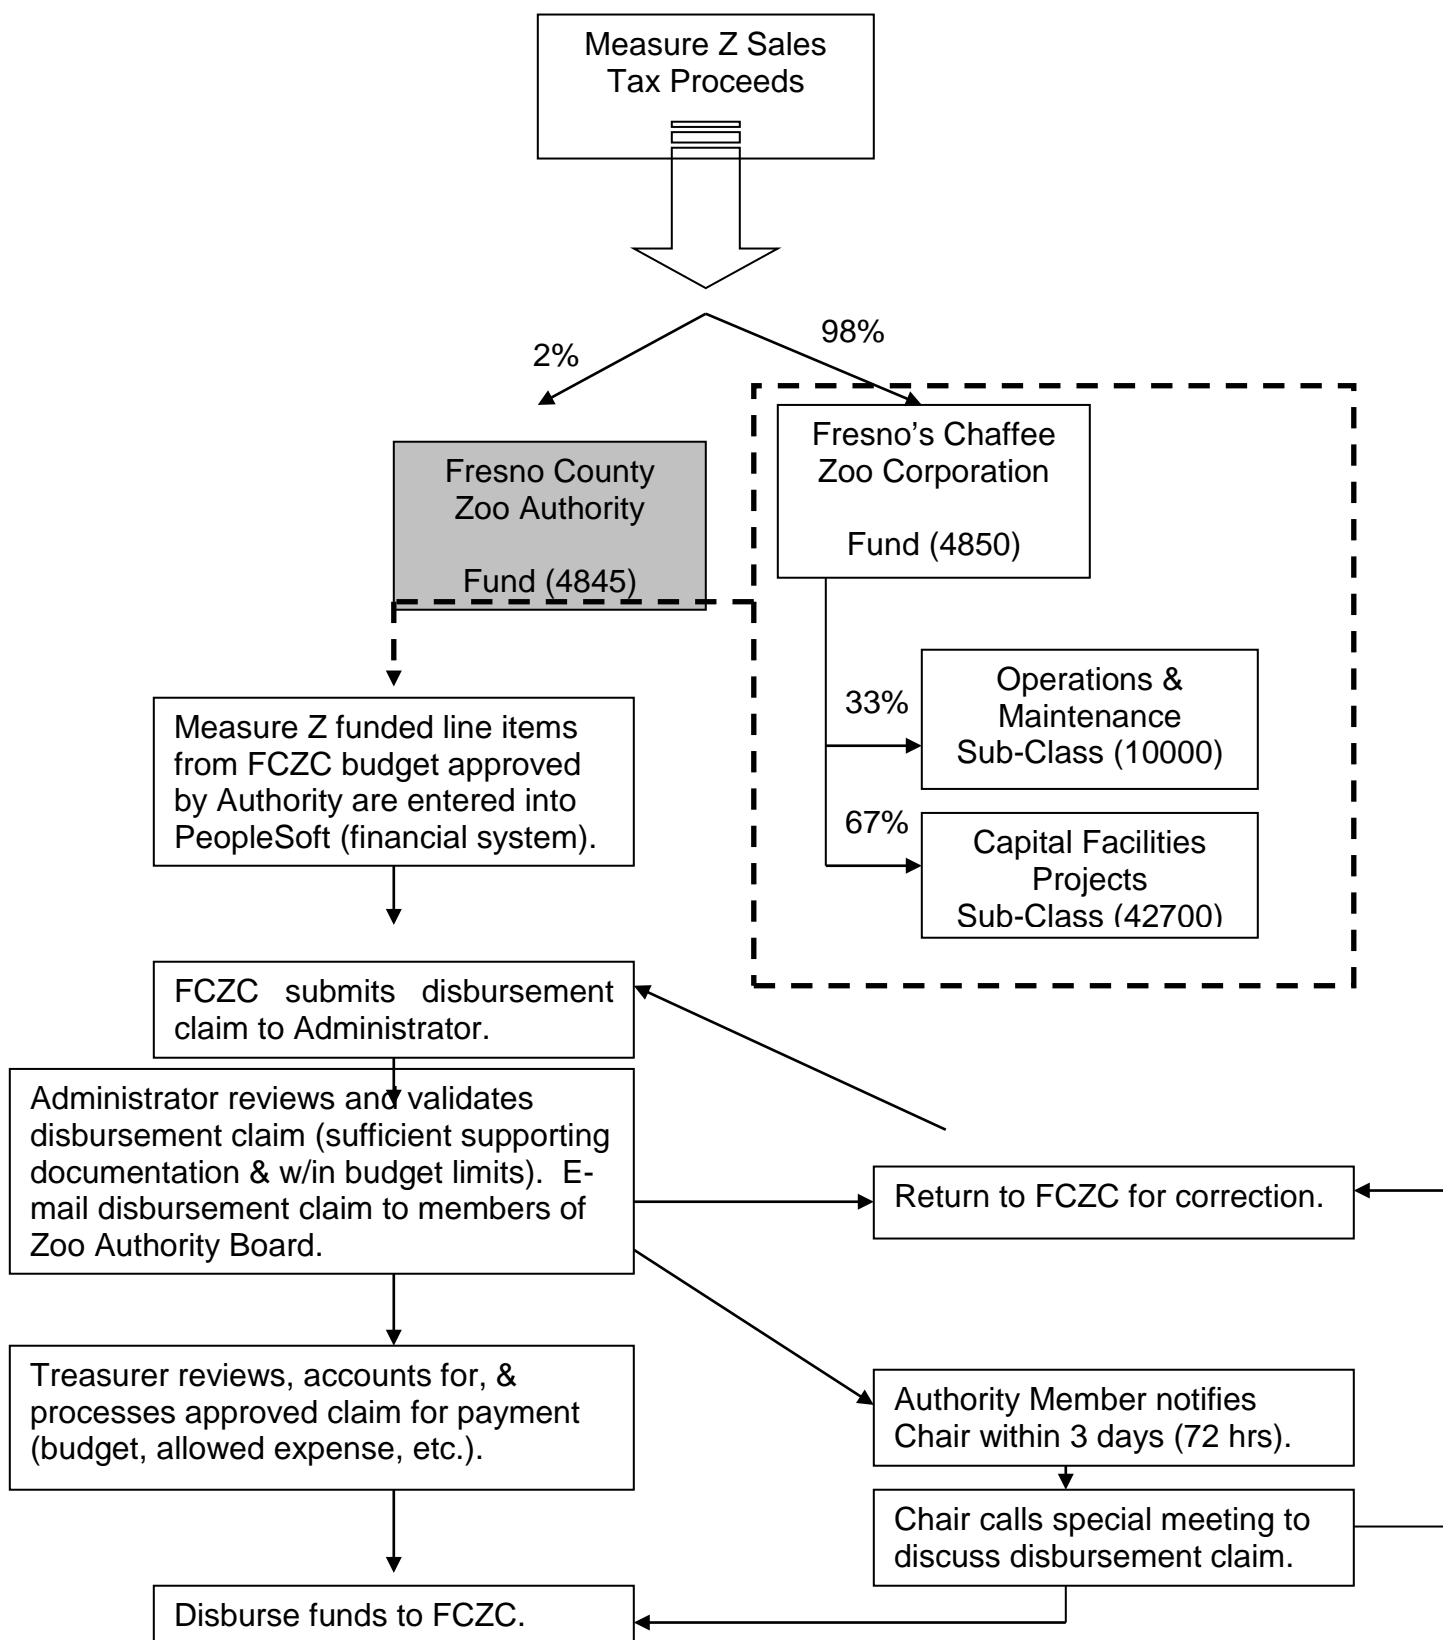 Measure Z Sales
Tax Proceeds
2%
98%
Fresno County
Zoo Authority
Fund (4845)
Fresno’s Chaffee
Zoo Corporation
Fund (4850)
33%
Operations &
Maintenance
Sub-Class (10000)
67%
Capital Facilities
Projects
Sub-Class (42700)
Measure Z funded line items
from FCZC budget approved
by Authority are entered into
PeopleSoft (financial system).
FCZC submits disbursement
claim to Administrator.
Administrator reviews and validates
disbursement claim (sufficient supporting
documentation & w/in budget limits).  E-
mail disbursement claim to members of
Zoo Authority Board.
Return to FCZC for correction.
Treasurer reviews, accounts for, &
processes approved claim for payment
(budget, allowed expense, etc.).
Authority Member notifies
Chair within 3 days (72 hrs).
Chair calls special meeting to
discuss disbursement claim.
Disburse funds to FCZC.